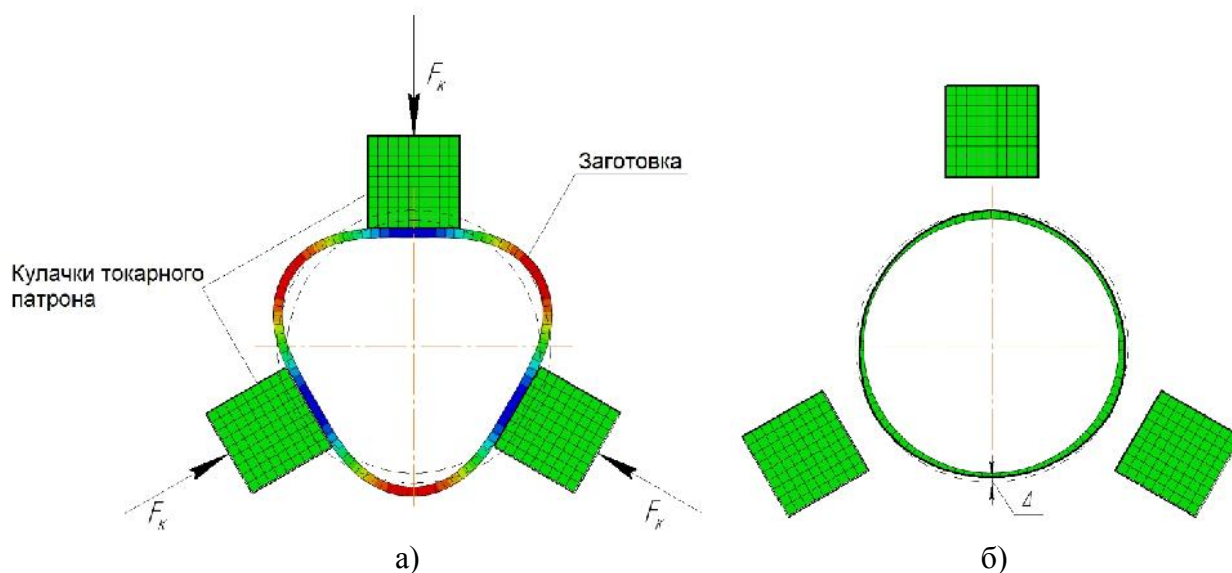 Fк
Заготовка
Кулачки токарного
патрона
Fк
Fк
Δ
а)
б)